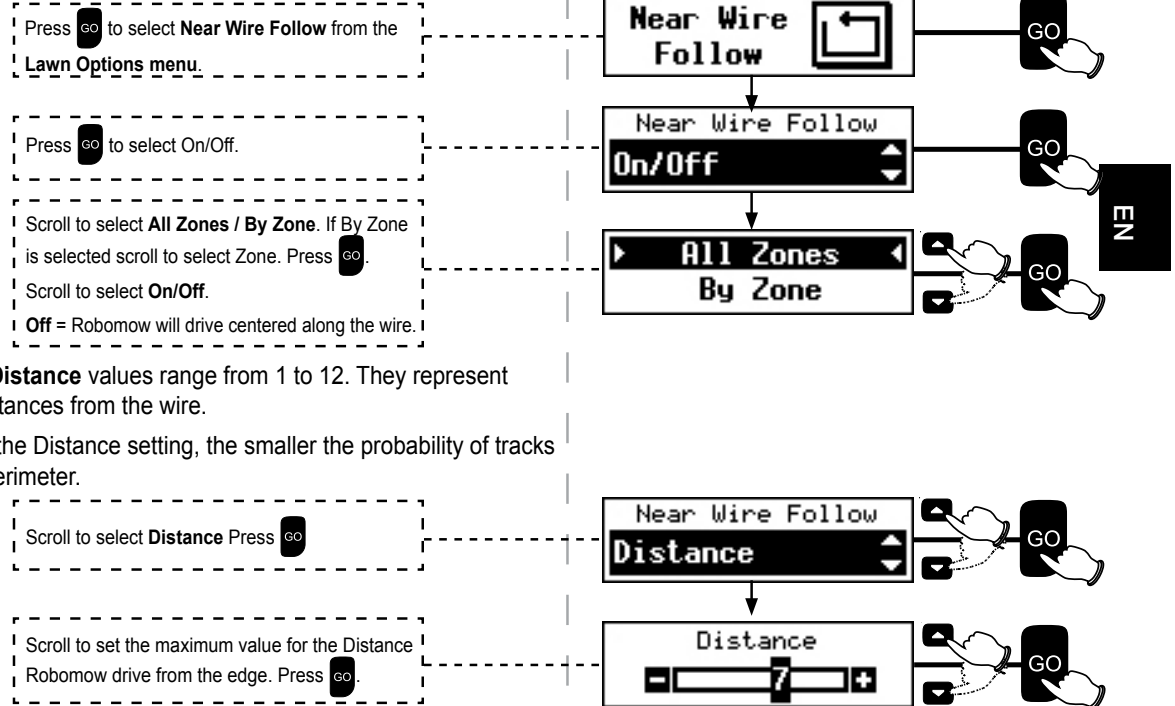 Press GO to select Near Wire Follow from the
Lawn Options menu.
Near Wire
Follow
GO
Press GO to select On/Off.
Near Wire Follow
On/Off
GO
EN
Scroll to select All Zones / By Zone. If By Zone
is selected scroll to select Zone. Press GO.
Scroll to select On/Off.
Off = Robomow will drive centered along the wire.
All Zones
By Zone
GO
Distance values range from 1 to 12. They represent
tances from the wire.
the Distance setting, the smaller the probability of tracks
erimeter.
Scroll to select Distance Press GO
Near Wire Follow
Distance
GO
Scroll to set the maximum value for the Distance
Robomow drive from the edge. Press GO.
Distance
- 7 +
GO